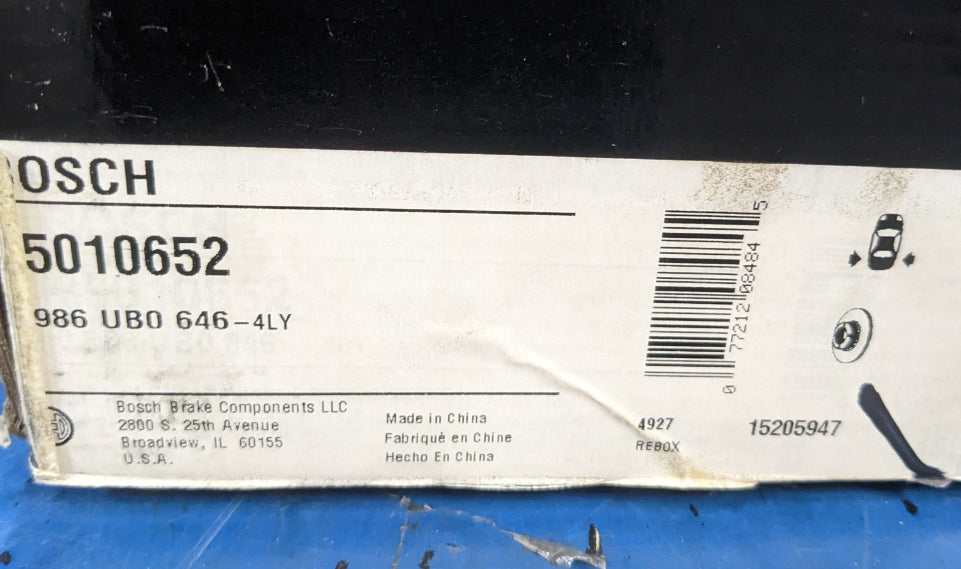 BOSCH
5010652
986 UB0 646-4LY
Bosch Brake Components LLC
2800 S. 25th Avenue
Broadview, IL 60155
U.S.A.
Made in China
Fabriqué en Chine
Hecho En China
0 77212 08484 5
4927
REBOX
15205947